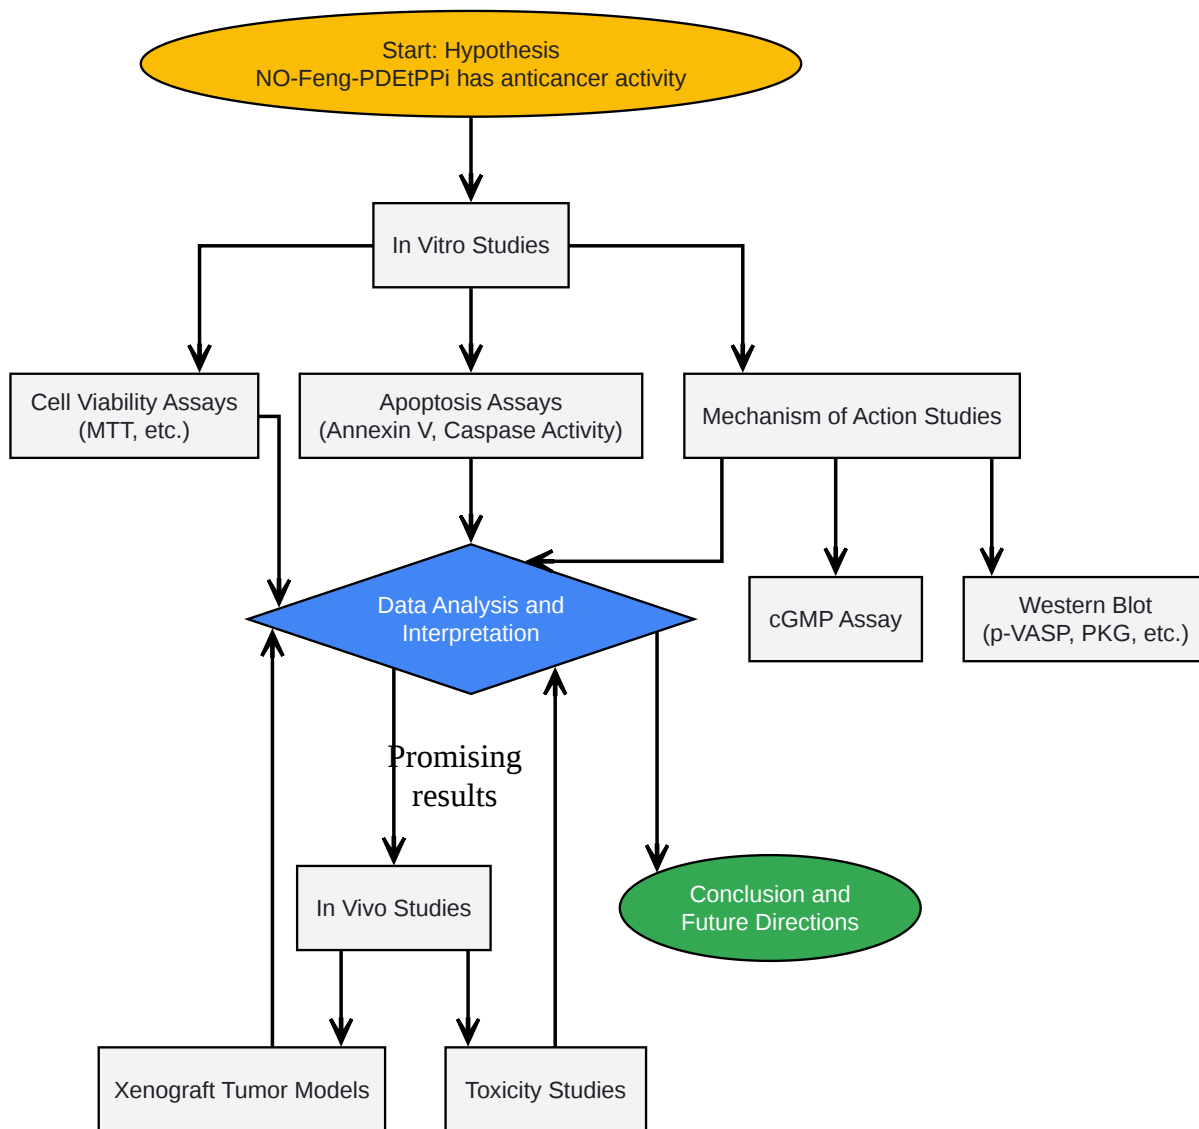 Start: Hypothesis
NO-Feng-PDEtPPi has anticancer activity
In Vitro Studies
Cell Viability Assays
(MTT, etc.)
Apoptosis Assays
(Annexin V, Caspase Activity)
Mechanism of Action Studies
Data Analysis and
Interpretation
cGMP Assay
Western Blot
(p-VASP, PKG, etc.)
Promising
results
In Vivo Studies
Conclusion and
Future Directions
Xenograft Tumor Models
Toxicity Studies